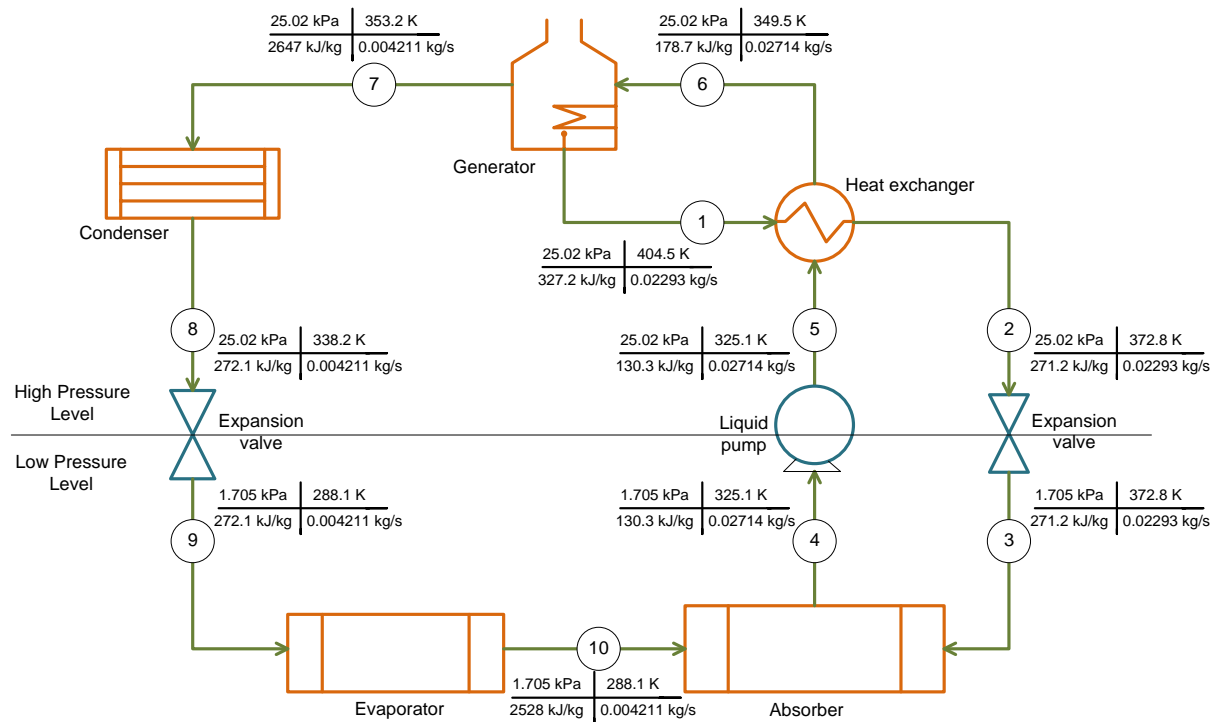 25.02 kPa 353.2 K
2647 kJ/kg 0.004211 kg/s
7
25.02 kPa 349.5 K
178.7 kJ/kg 0.02714 kg/s
6
Generator
Condenser
Heat exchanger
1
25.02 kPa 404.5 K
327.2 kJ/kg 0.02293 kg/s
8
25.02 kPa 338.2 K
272.1 kJ/kg 0.004211 kg/s
5
25.02 kPa 325.1 K
130.3 kJ/kg 0.02714 kg/s
2
25.02 kPa 372.8 K
271.2 kJ/kg 0.02293 kg/s
High Pressure
Level
Expansion
valve
Liquid
pump
Expansion
valve
Low Pressure
Level
1.705 kPa 288.1 K
272.1 kJ/kg 0.004211 kg/s
9
1.705 kPa 325.1 K
130.3 kJ/kg 0.02714 kg/s
4
1.705 kPa 372.8 K
271.2 kJ/kg 0.02293 kg/s
3
10
1.705 kPa 288.1 K
2528 kJ/kg 0.004211 kg/s
Evaporator
Absorber